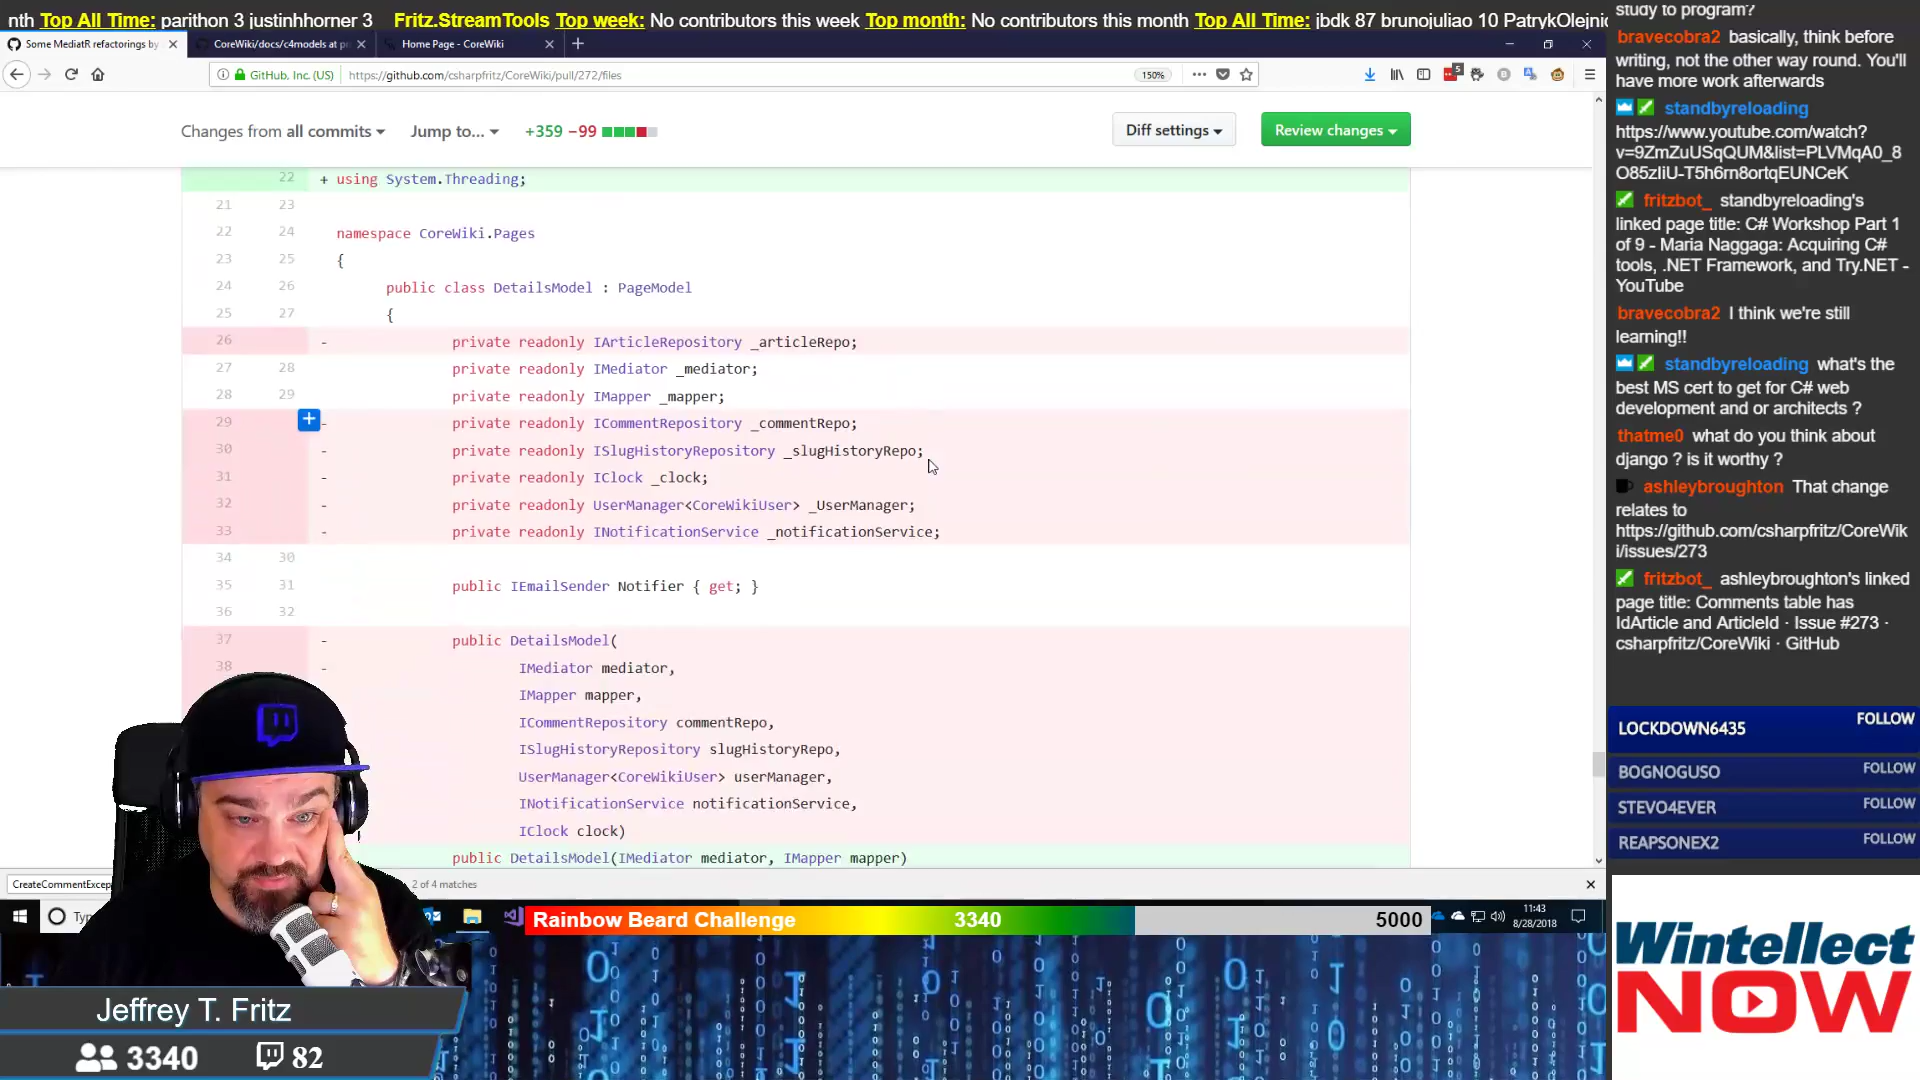 nth Top All Time: parithon 3 justinhhorner 3 Fritz.StreamTools Top week: No contributors this week Top month: No contributors this month Top All Time: jbdk 87 brunojuliao 10 PatrykOlejni
Some MediatR refactorings by
CoreWiki/docs/c4models at p
Home Page - CoreWiki
GitHub, Inc. (US)
https://github.com/csharpfritz/CoreWiki/pull/272/files
150%
5
Changes from all commits
Jump to...
+359 −99
Diff settings
Review changes
22 + using System.Threading;
21 23
22 24 namespace CoreWiki.Pages
23 25 {
24 26 public class DetailsModel : PageModel
25 27 {
26 - private readonly IArticleRepository _articleRepo;
27 28 private readonly IMediator _mediator;
28 29 private readonly IMapper _mapper;
29 - private readonly ICommentRepository _commentRepo;
30 - private readonly ISlugHistoryRepository _slugHistoryRepo;
31 - private readonly IClock _clock;
32 - private readonly UserManager<CoreWikiUser> _UserManager;
33 - private readonly INotificationService _notificationService;
34 30
35 31 public IEmailSender Notifier { get; }
36 32
37 - public DetailsModel(
38 - IMediator mediator,
IMapper mapper,
ICommentRepository commentRepo,
ISlugHistoryRepository slugHistoryRepo,
UserManager<CoreWikiUser> userManager,
INotificationService notificationService,
IClock clock)
public DetailsModel(IMediator mediator, IMapper mapper)
CreateCommentExcep
2 of 4 matches
Rainbow Beard Challenge 3340 5000
11:43
8/28/2018
Jeffrey T. Fritz
3340 82
study to program?
bravecobra2 basically, think before
writing, not the other way round. You'll
have more work afterwards
standbyreloading
https://www.youtube.com/watch?
v=9ZmZuUSqQUM&list=PLVMqA0_8
O85zIiU-T5h6rn8ortqEUNCeK
fritzbot_ standbyreloading's
linked page title: C# Workshop Part 1
of 9 - Maria Naggaga: Acquiring C#
tools, .NET Framework, and Try.NET -
YouTube
bravecobra2 I think we're still
learning!!
standbyreloading what's the
best MS cert to get for C# web
development and or architects ?
thatme0 what do you think about
django ? is it worthy ?
ashleybroughton That change
relates to
https://github.com/csharpfritz/CoreWik
i/issues/273
fritzbot_ ashleybroughton's linked
page title: Comments table has
IdArticle and ArticleId · Issue #273 ·
csharpfritz/CoreWiki · GitHub
LOCKDOWN6435 FOLLOW
BOGNOGUSO FOLLOW
STEVO4EVER FOLLOW
REAPSONEX2 FOLLOW
Wintellect
NOW